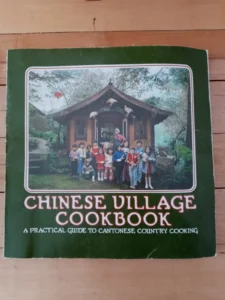 CHINESE VILLAGE
COOKBOOK
A PRACTICAL GUIDE TO CANTONESE COUNTRY COOKING